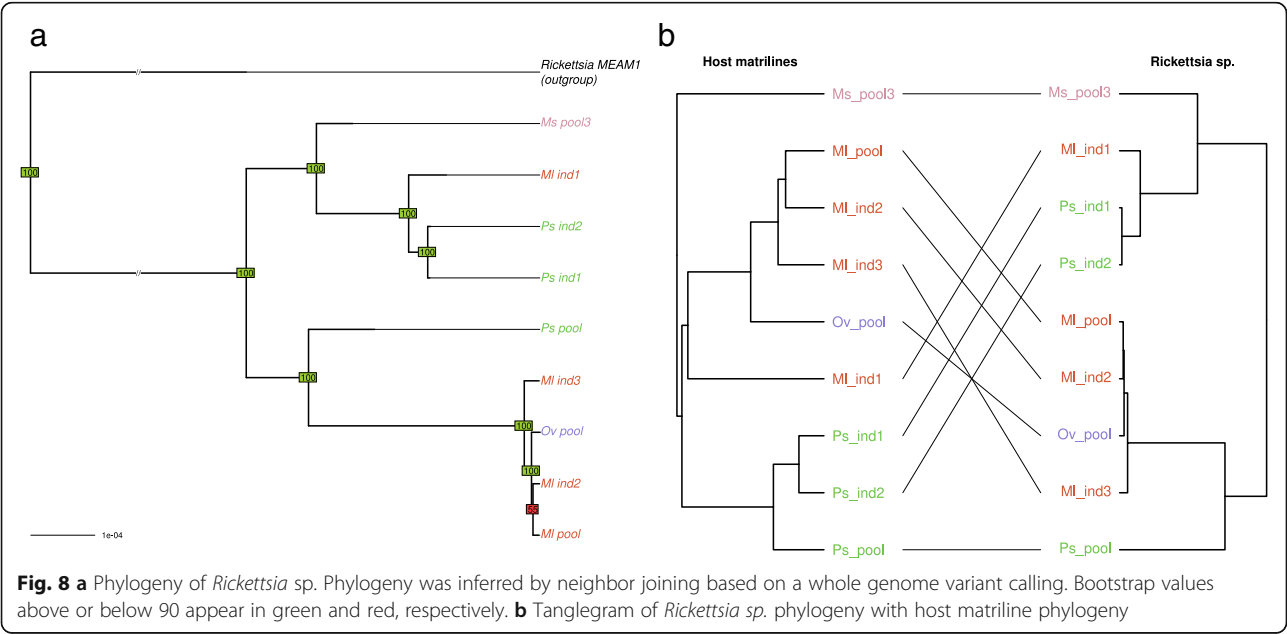 a
Rickettsia MEAM1
(outgroup)
Ms pool3
100
100
Ml ind1
100
Ps ind2
100
Ps ind1
100
Ps pool
100
Ml ind3
100
Ov pool
100
Ml ind2
55
Ml pool
1e-04
b
Host matrilines
Rickettsia sp.
Ms_pool3
Ms_pool3
Ml_pool
Ml_ind1
Ml_ind2
Ps_ind1
Ml_ind3
Ps_ind2
Ov_pool
Ml_pool
Ml_ind1
Ml_ind2
Ps_ind1
Ov_pool
Ps_ind2
Ml_ind3
Ps_pool
Ps_pool
Fig. 8 a Phylogeny of Rickettsia sp. Phylogeny was inferred by neighbor joining based on a whole genome variant calling. Bootstrap values
above or below 90 appear in green and red, respectively. b Tanglegram of Rickettsia sp. phylogeny with host matriline phylogeny